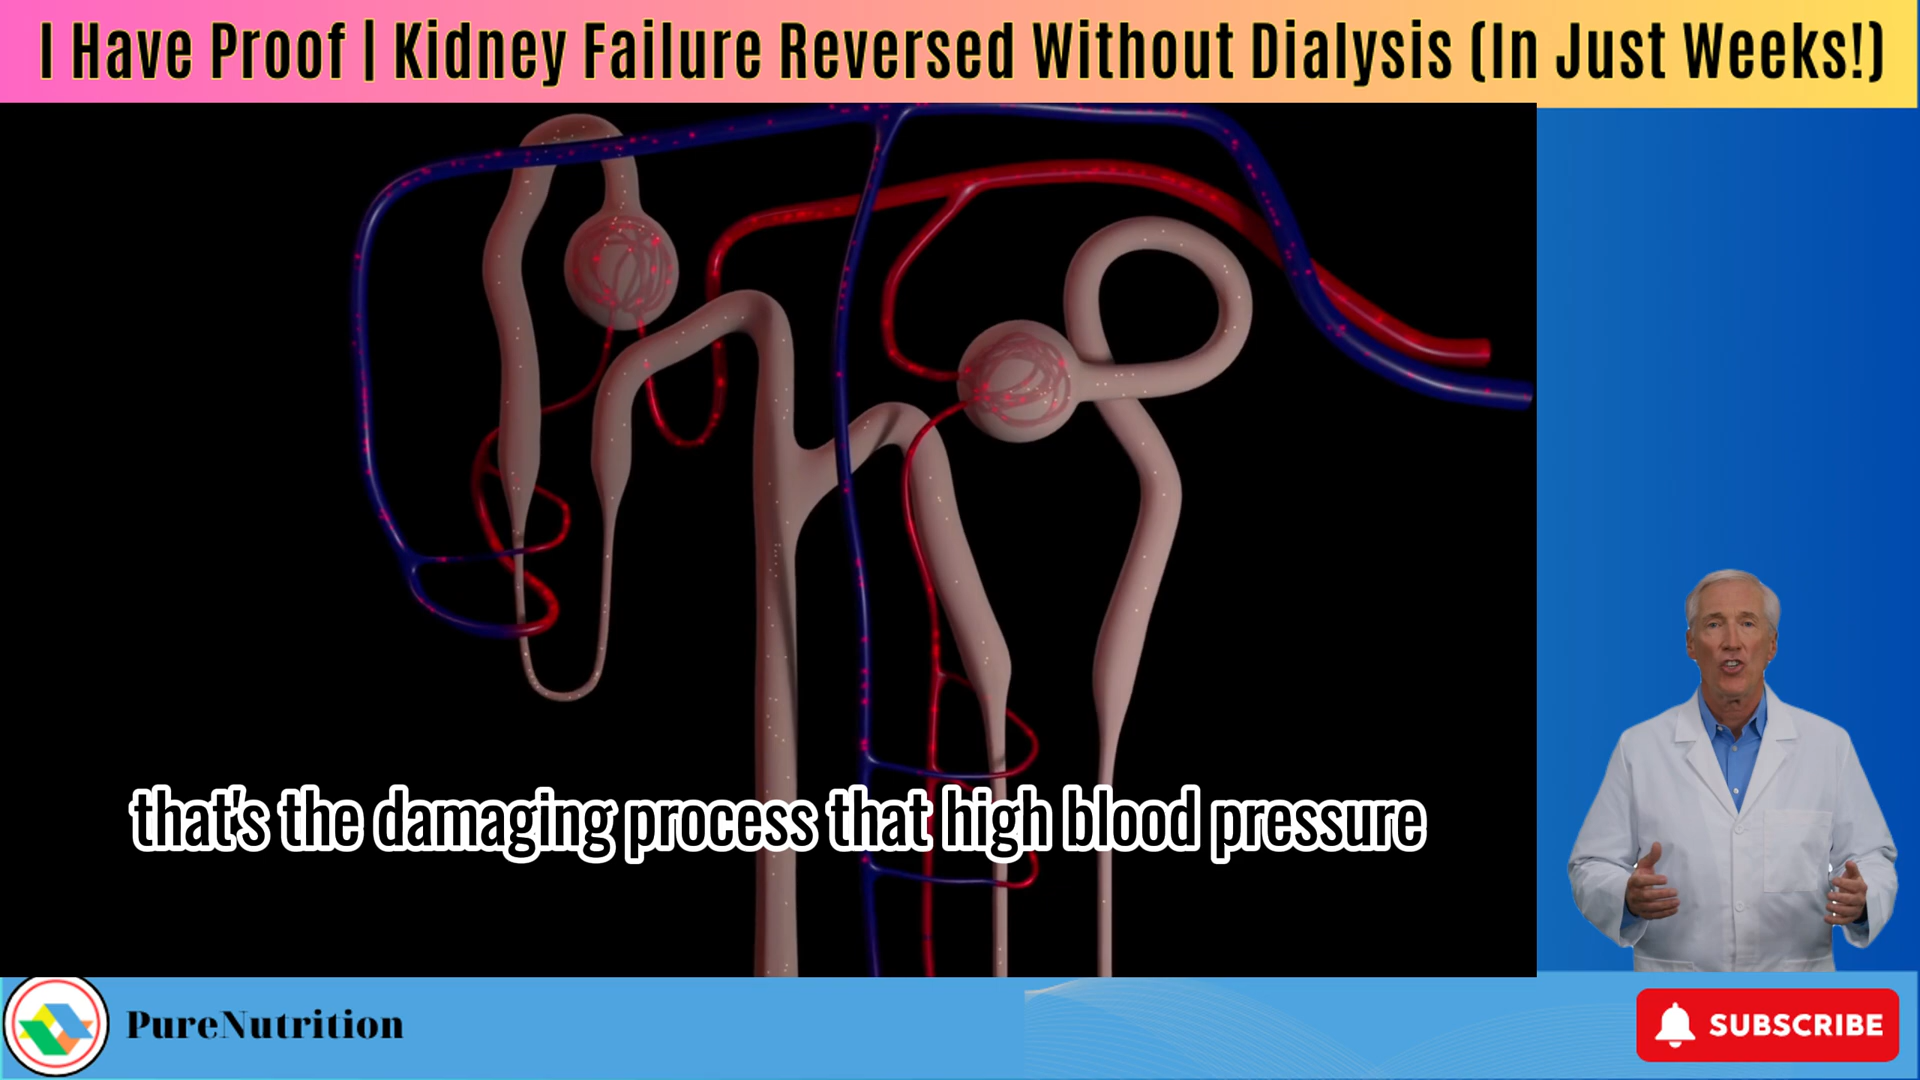 I Have Proof | Kidney Failure Reversed Without Dialysis (In Just Weeks!)
that's the damaging process that high blood pressure
PureNutrition
SUBSCRIBE